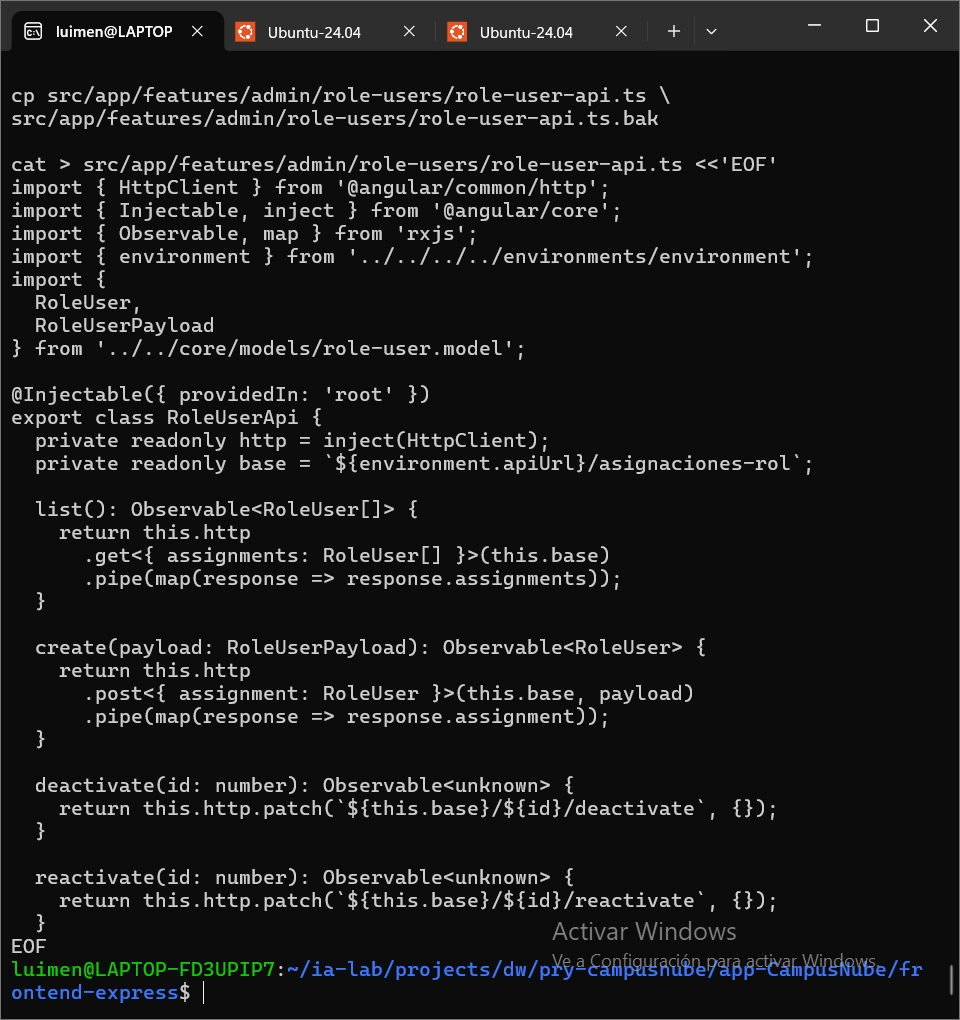 luimen@LAPTOP
Ubuntu-24.04
Ubuntu-24.04
cp src/app/features/admin/role-users/role-user-api.ts \
src/app/features/admin/role-users/role-user-api.ts.bak

cat > src/app/features/admin/role-users/role-user-api.ts <<'EOF'
import { HttpClient } from '@angular/common/http';
import { Injectable, inject } from '@angular/core';
import { Observable, map } from 'rxjs';
import { environment } from '../../../../environments/environment';
import {
  RoleUser,
  RoleUserPayload
} from '../../core/models/role-user.model';

@Injectable({ providedIn: 'root' })
export class RoleUserApi {
  private readonly http = inject(HttpClient);
  private readonly base = `${environment.apiUrl}/asignaciones-rol`;

  list(): Observable<RoleUser[]> {
    return this.http
      .get<{ assignments: RoleUser[] }>(this.base)
      .pipe(map(response => response.assignments));
  }

  create(payload: RoleUserPayload): Observable<RoleUser> {
    return this.http
      .post<{ assignment: RoleUser }>(this.base, payload)
      .pipe(map(response => response.assignment));
  }

  deactivate(id: number): Observable<unknown> {
    return this.http.patch(`${this.base}/${id}/deactivate`, {});
  }

  reactivate(id: number): Observable<unknown> {
    return this.http.patch(`${this.base}/${id}/reactivate`, {});
  }
EOF
luimen@LAPTOP-FD3UPIP7:~/ia-lab/projects/dw/pry-campusnube/app-CampusNube/fr
ontend-express$
Activar Windows
Ve a Configuración para activar Windows.